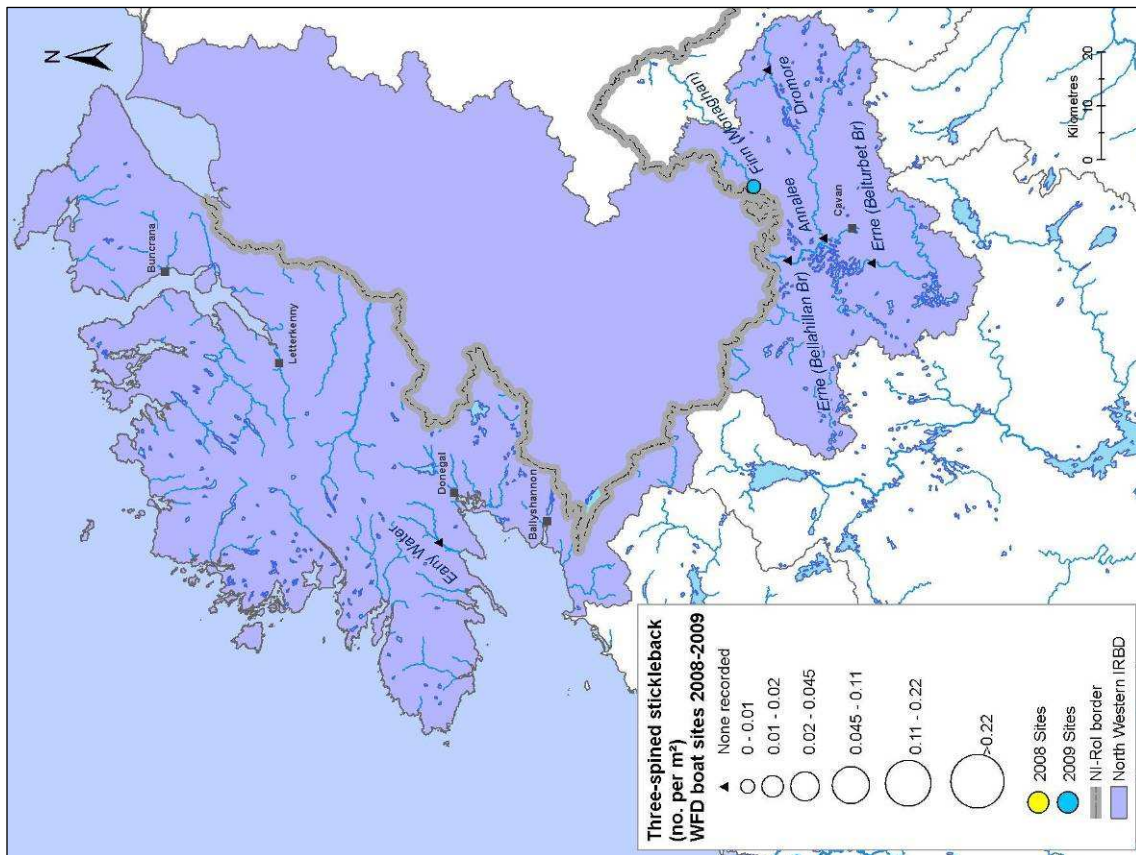 N
Buncrana
Letterkenny
Donegal
Eany Water
Ballyshannon
Finn (Monaghan)
Dromore
Annalee
Cavan
Erne (Belturbet Br)
Erne (Bellahillan Br)
Three-spined stickleback
(no. per m²)
WFD boat sites 2008-2009
None recorded
0 - 0.01
0.01 - 0.02
0.02 - 0.045
0.045 - 0.11
0.11 - 0.22
>0.22
2008 Sites
2009 Sites
NI-RoI border
North Western IRBD
0 10 20
Kilometres